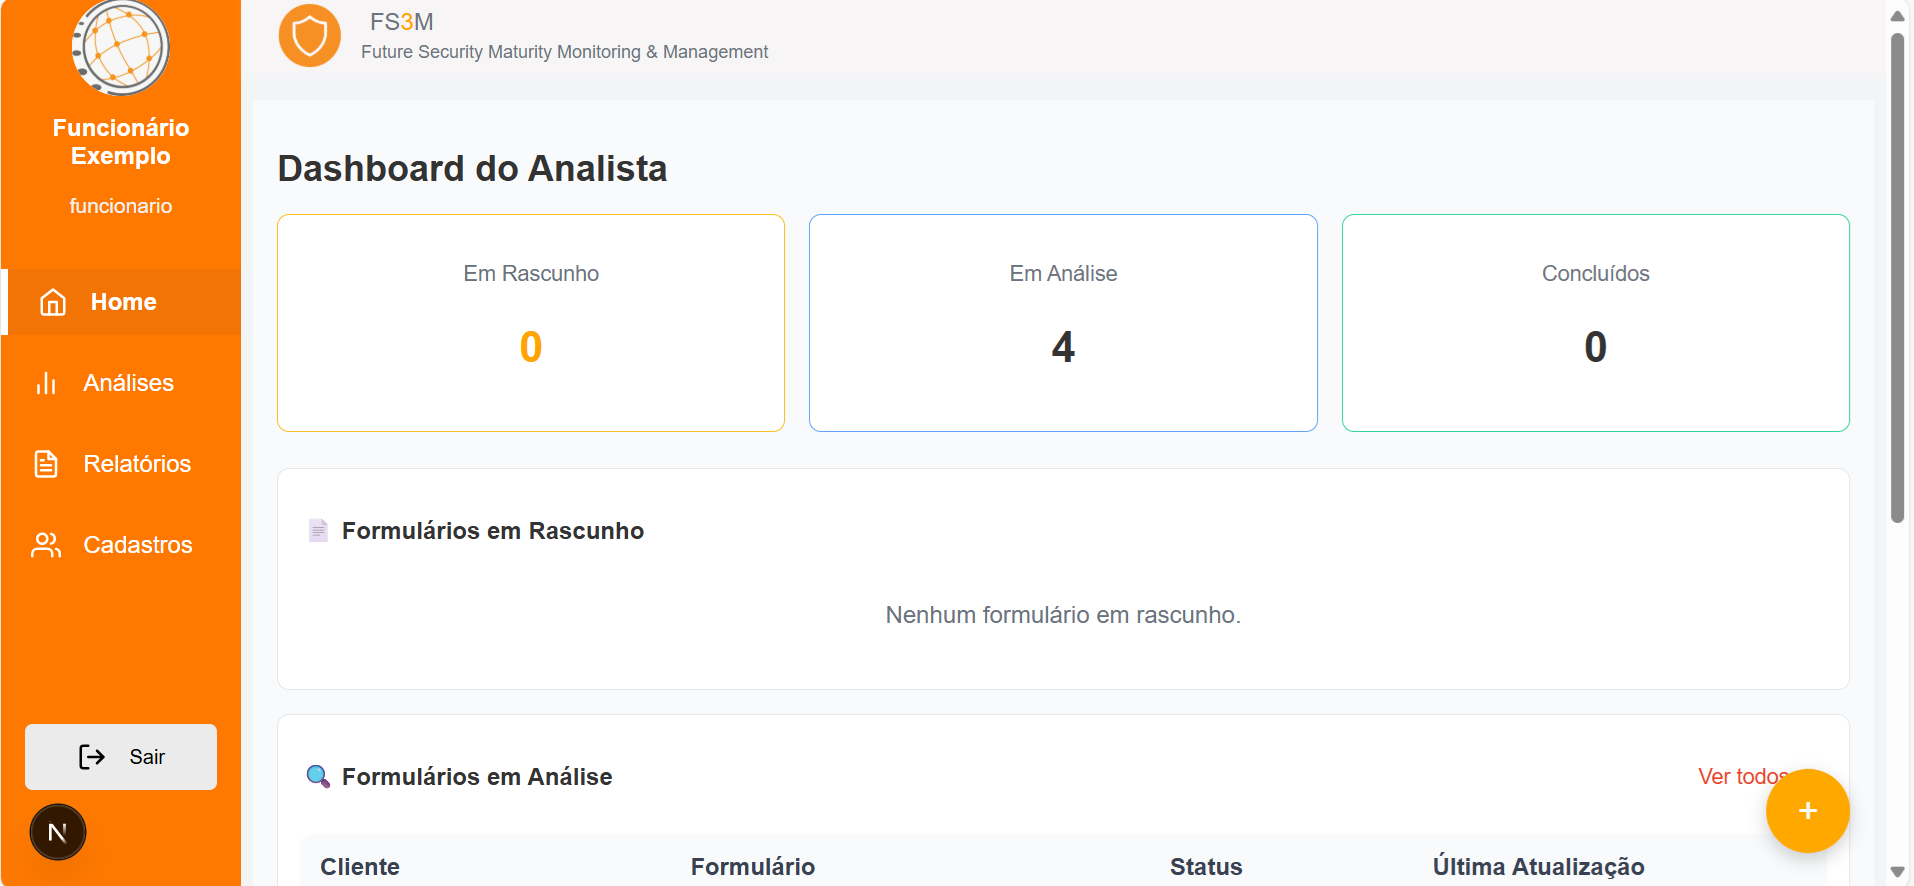 Funcionário
Exemplo
funcionario
Home
Análises
Relatórios
Cadastros
Sair
N
FS3M
Future Security Maturity Monitoring & Management
Dashboard do Analista
Em Rascunho
0
Em Análise
4
Concluídos
0
Formulários em Rascunho
Nenhum formulário em rascunho.
Formulários em Análise
Ver todos
+
Cliente
Formulário
Status
Última Atualização